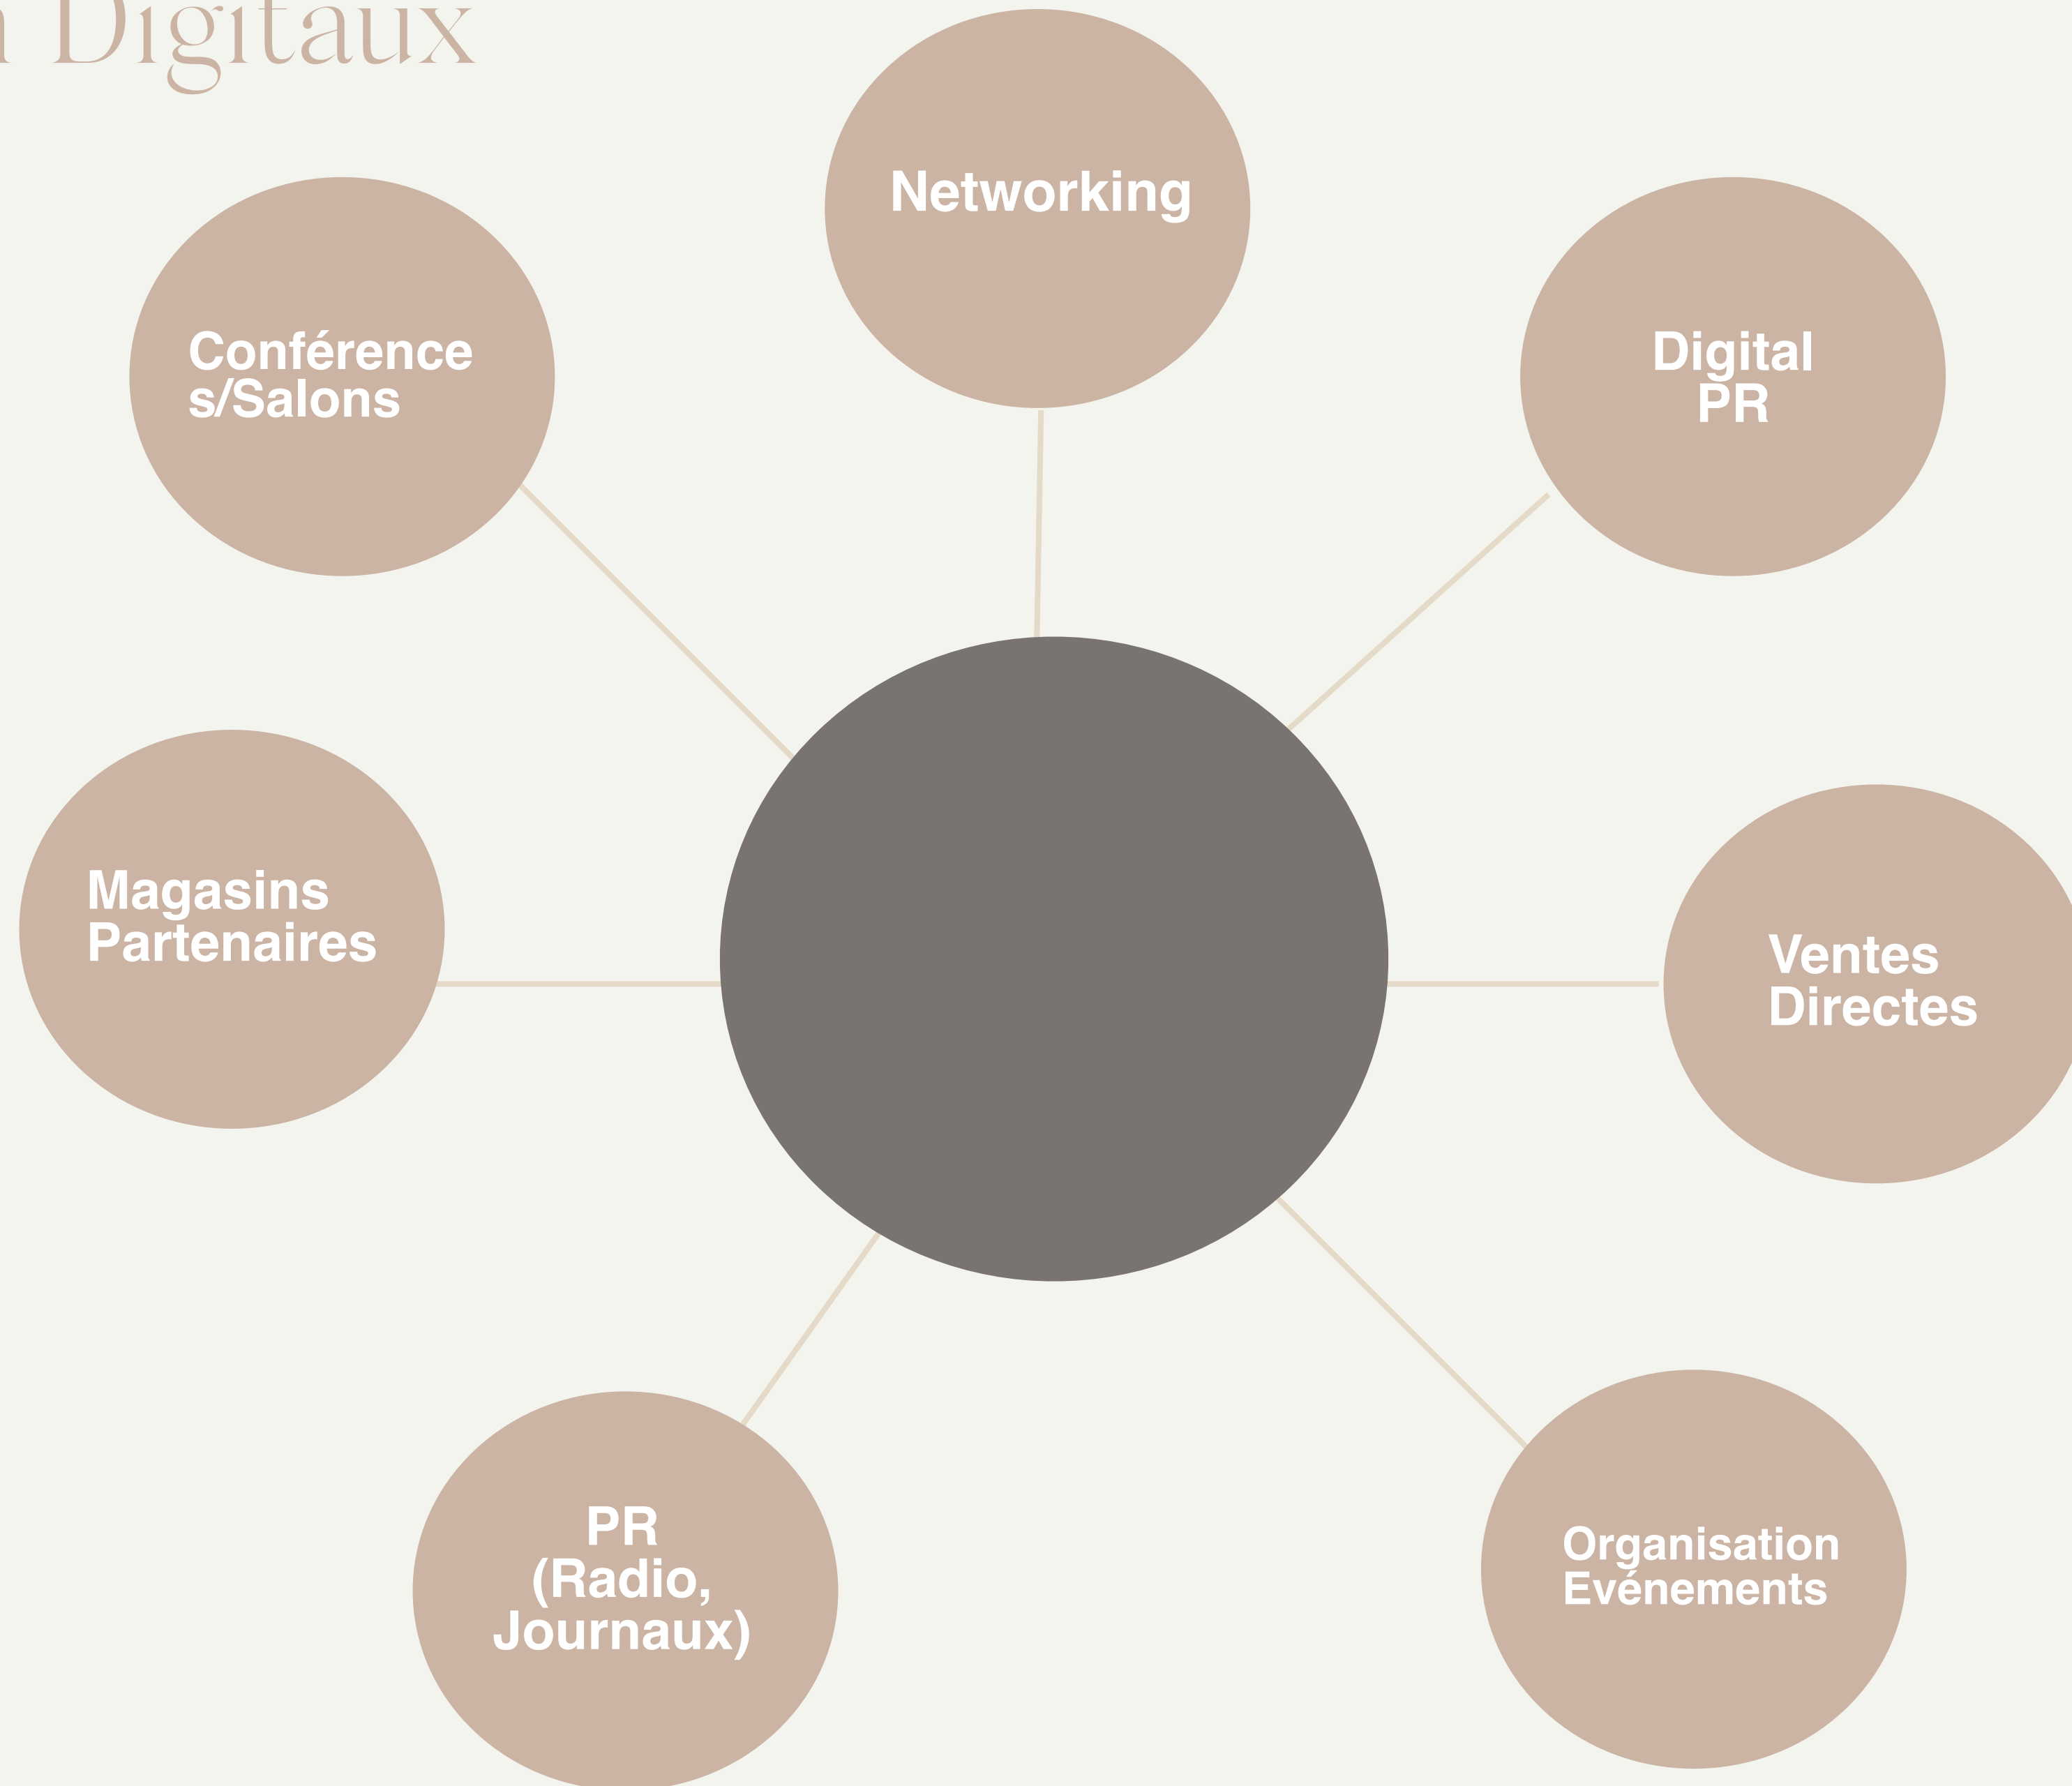 Digitaux
Networking
Conférence
s/Salons
Digital
PR
Magasins
Partenaires
Ventes
Directes
PR
(Radio,
Journaux)
Organisation
Evénements